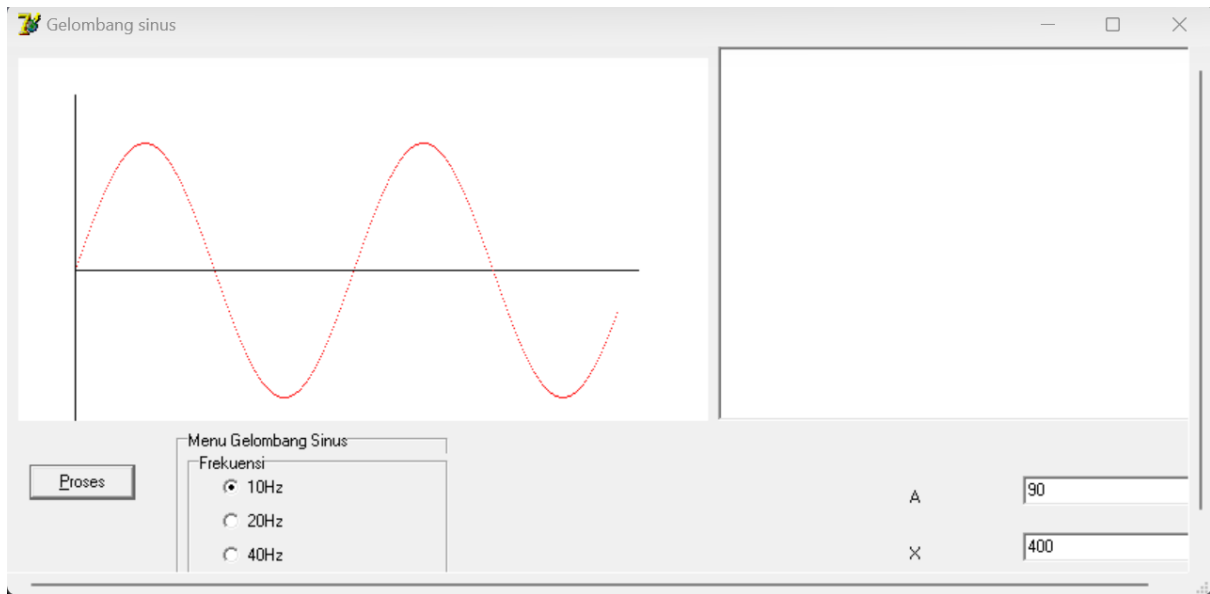 Gelombang sinus
Menu Gelombang Sinus
Frekuensi
Proses
10Hz
20Hz
40Hz
A
90
X
400